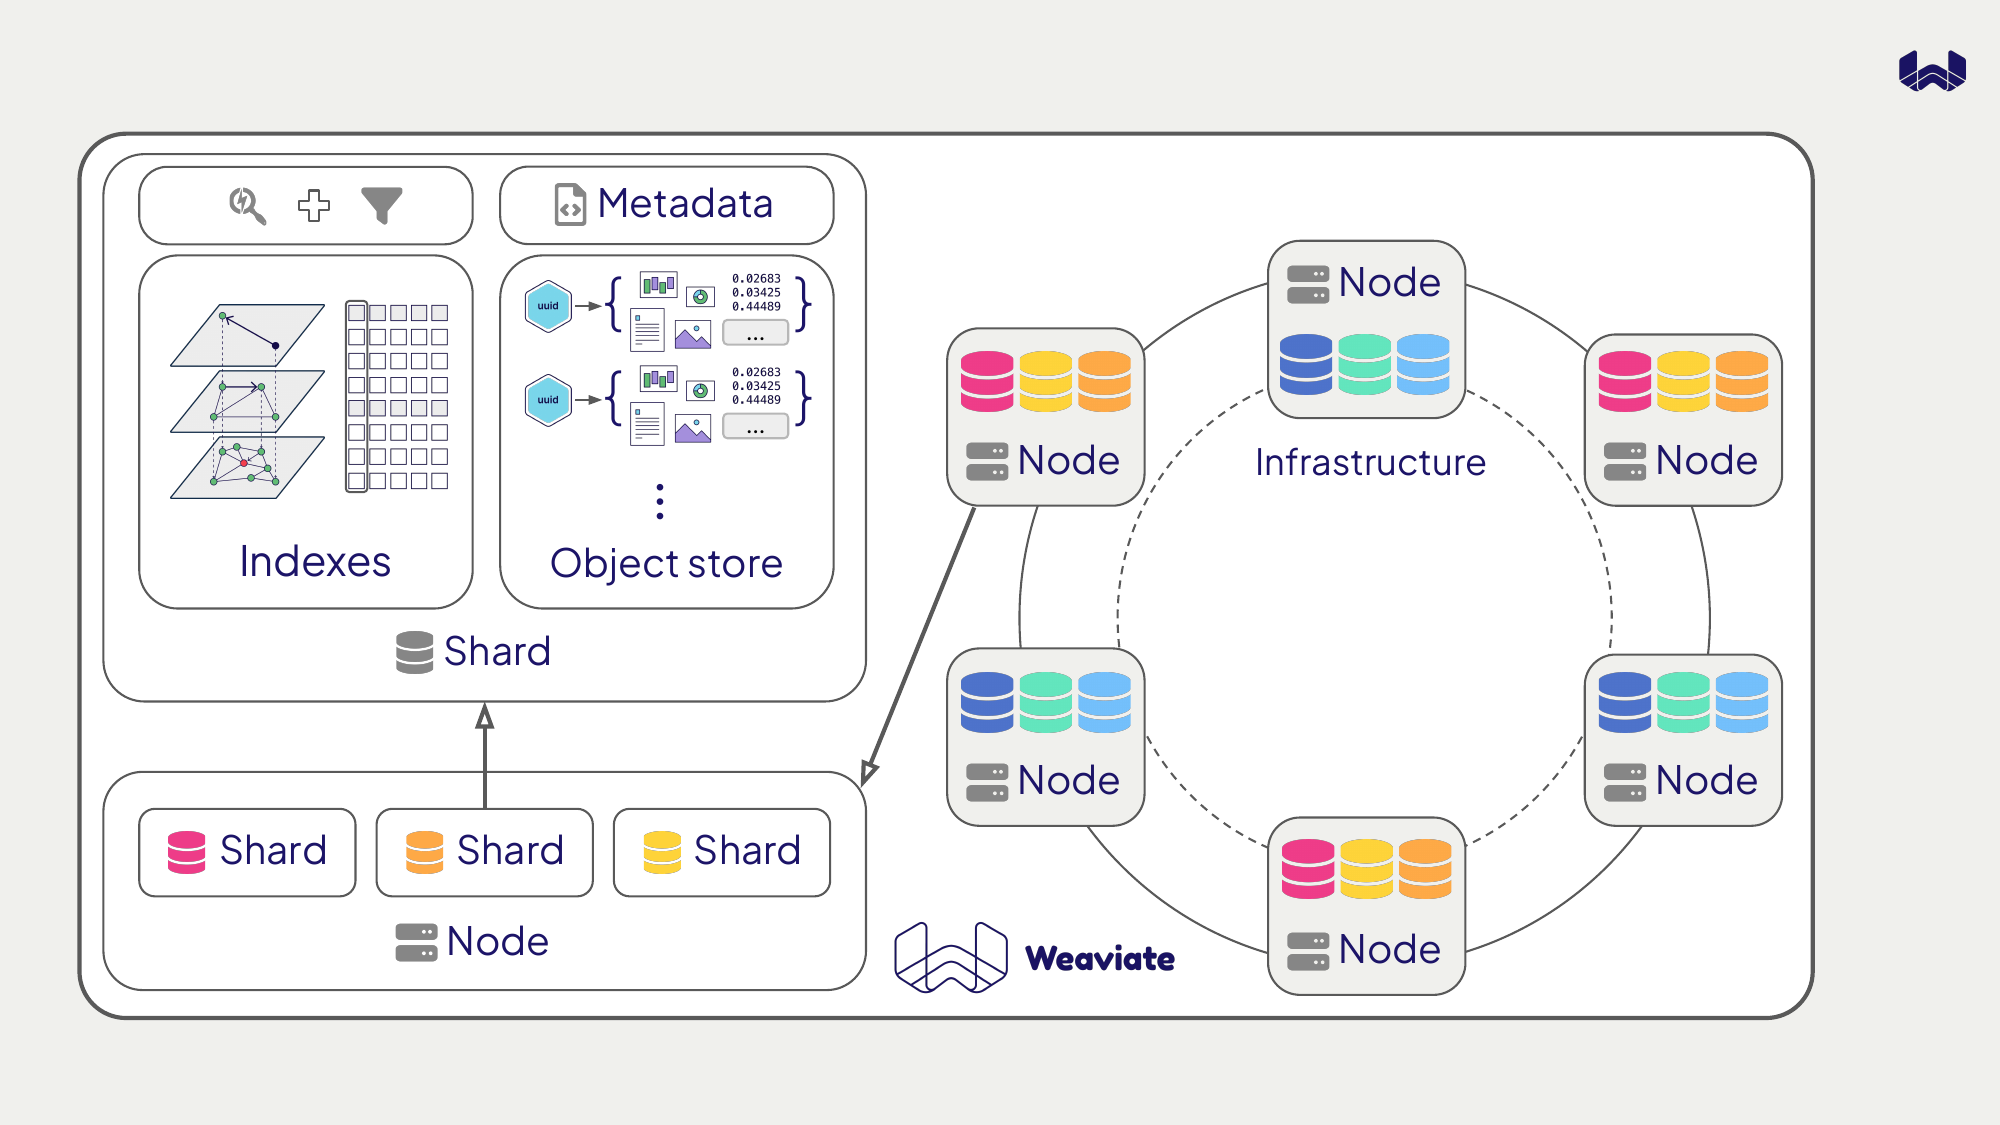 Metadata
uuid
0.02683
0.03425
0.44489
...
uuid
0.02683
0.03425
0.44489
...
Indexes
Object store
Shard
Shard
Shard
Shard
Node
Node
Node
Node
Infrastructure
Node
Node
Node
Weaviate